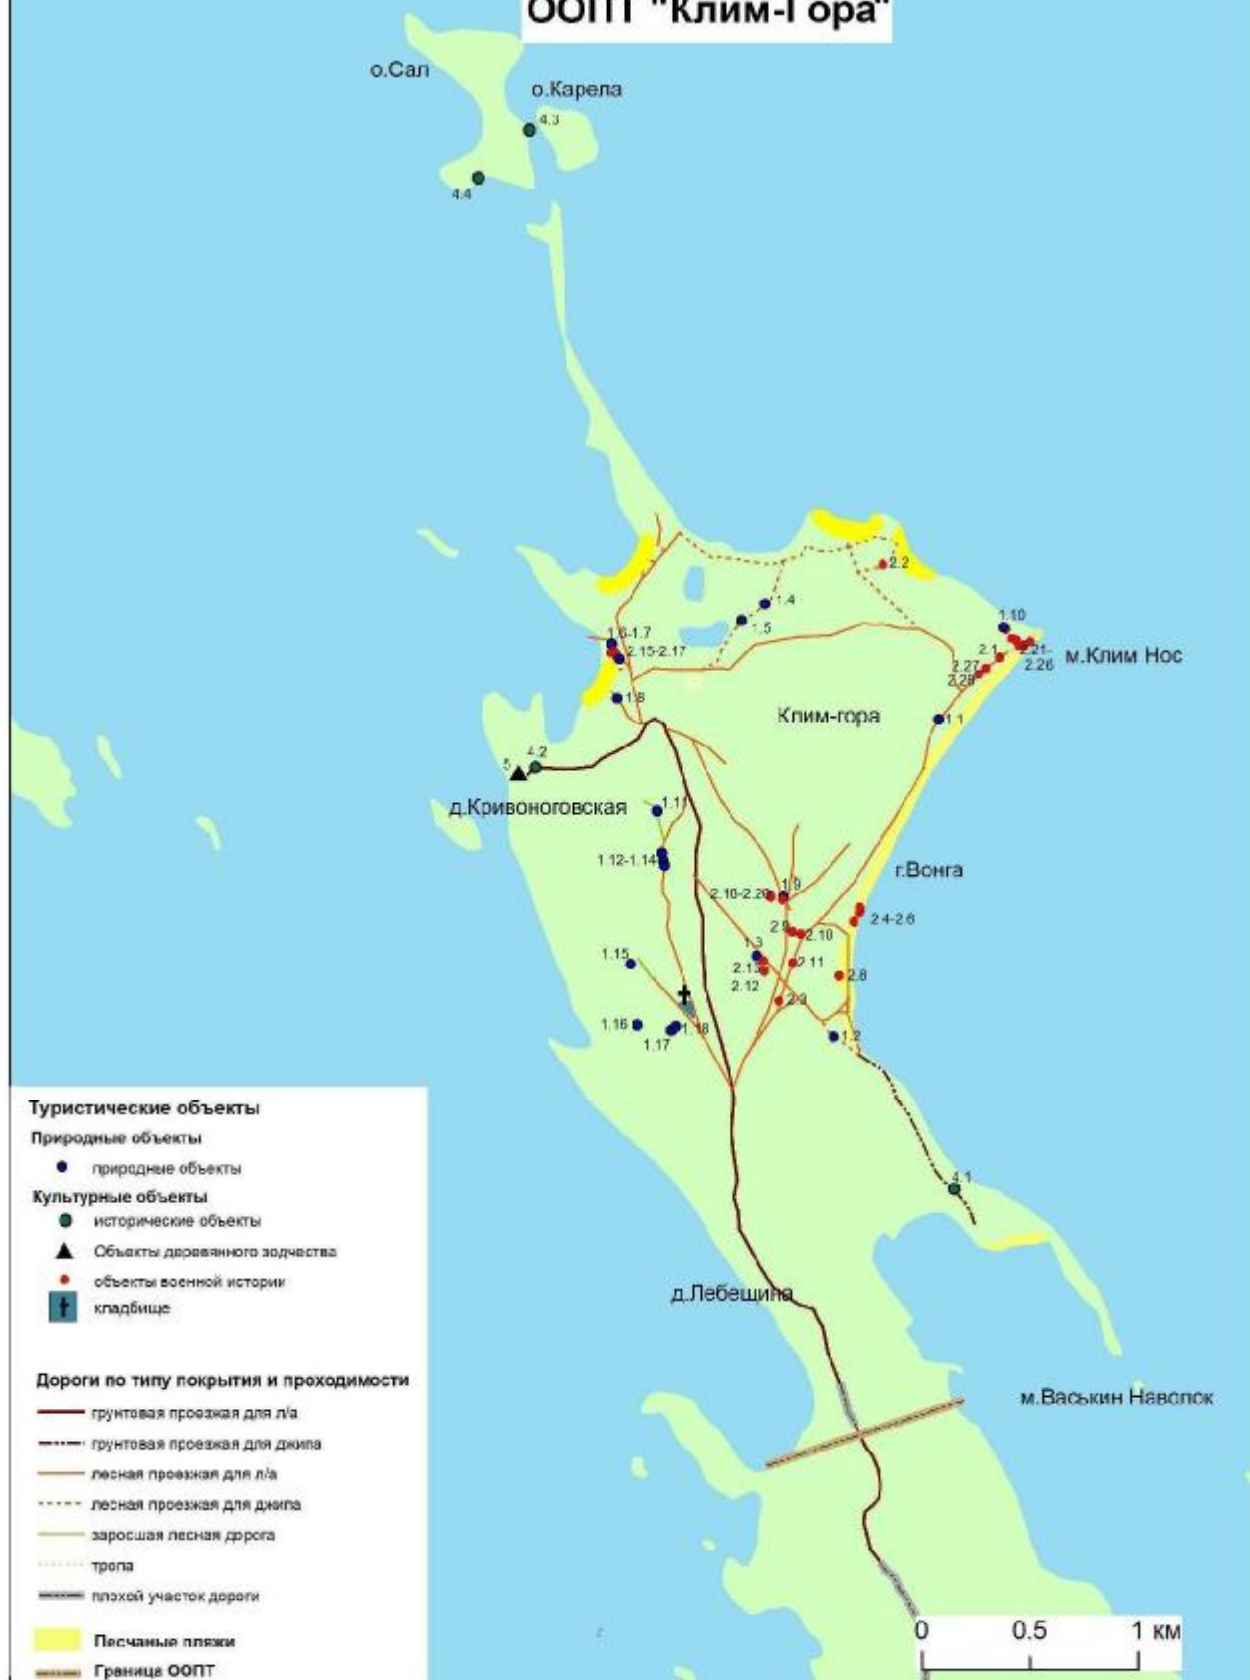 ООПТ "Клим-Гора"
о.Сал
о.Карела
4.3
4.4
2.2
1.4
1.5
1.10
1.6-1.7
2.15-2.17
2.1
2.21-
2.26
м.Клим Нос
2.27
2.28
1.8
Клим-гора
1.1
4.2
5
д.Кривоноговская
1.11
1.12-1.14
г.Вонга
1.9
2.4-2.6
2.9
2.10
1.3
1.15
2.11
2.13
2.12
2.8
2.3
1.16
1.18
1.17
1.2
4.1
д.Лебещина
м.Васькин Наволок
Туристические объекты
Природные объекты
природные объекты
Культурные объекты
исторические объекты
Объекты деревянного зодчества
объекты военной истории
кладбище
Дороги по типу покрытия и проходимости
грунтовая проезжая для л/а
грунтовая проезжая для джипа
лесная проезжая для л/а
лесная проезжая для джипа
заросшая лесная дорога
тропа
плохой участок дороги
Песчаные пляжи
Граница ООПТ
0 0.5 1 км